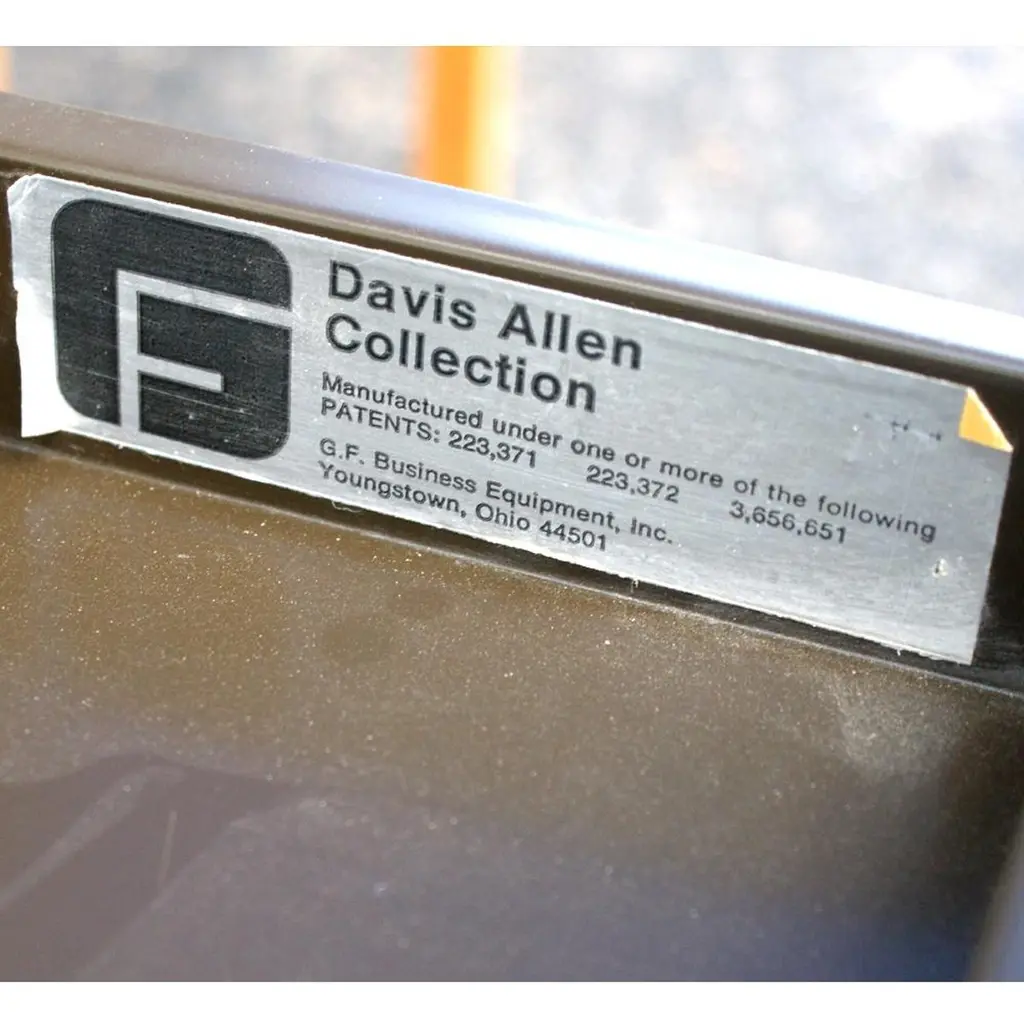 GF
Davis Allen
Collection
Manufactured under one or more of the following
PATENTS: 223,371 223,372 3,656,651
G.F. Business Equipment, Inc.
Youngstown, Ohio 44501